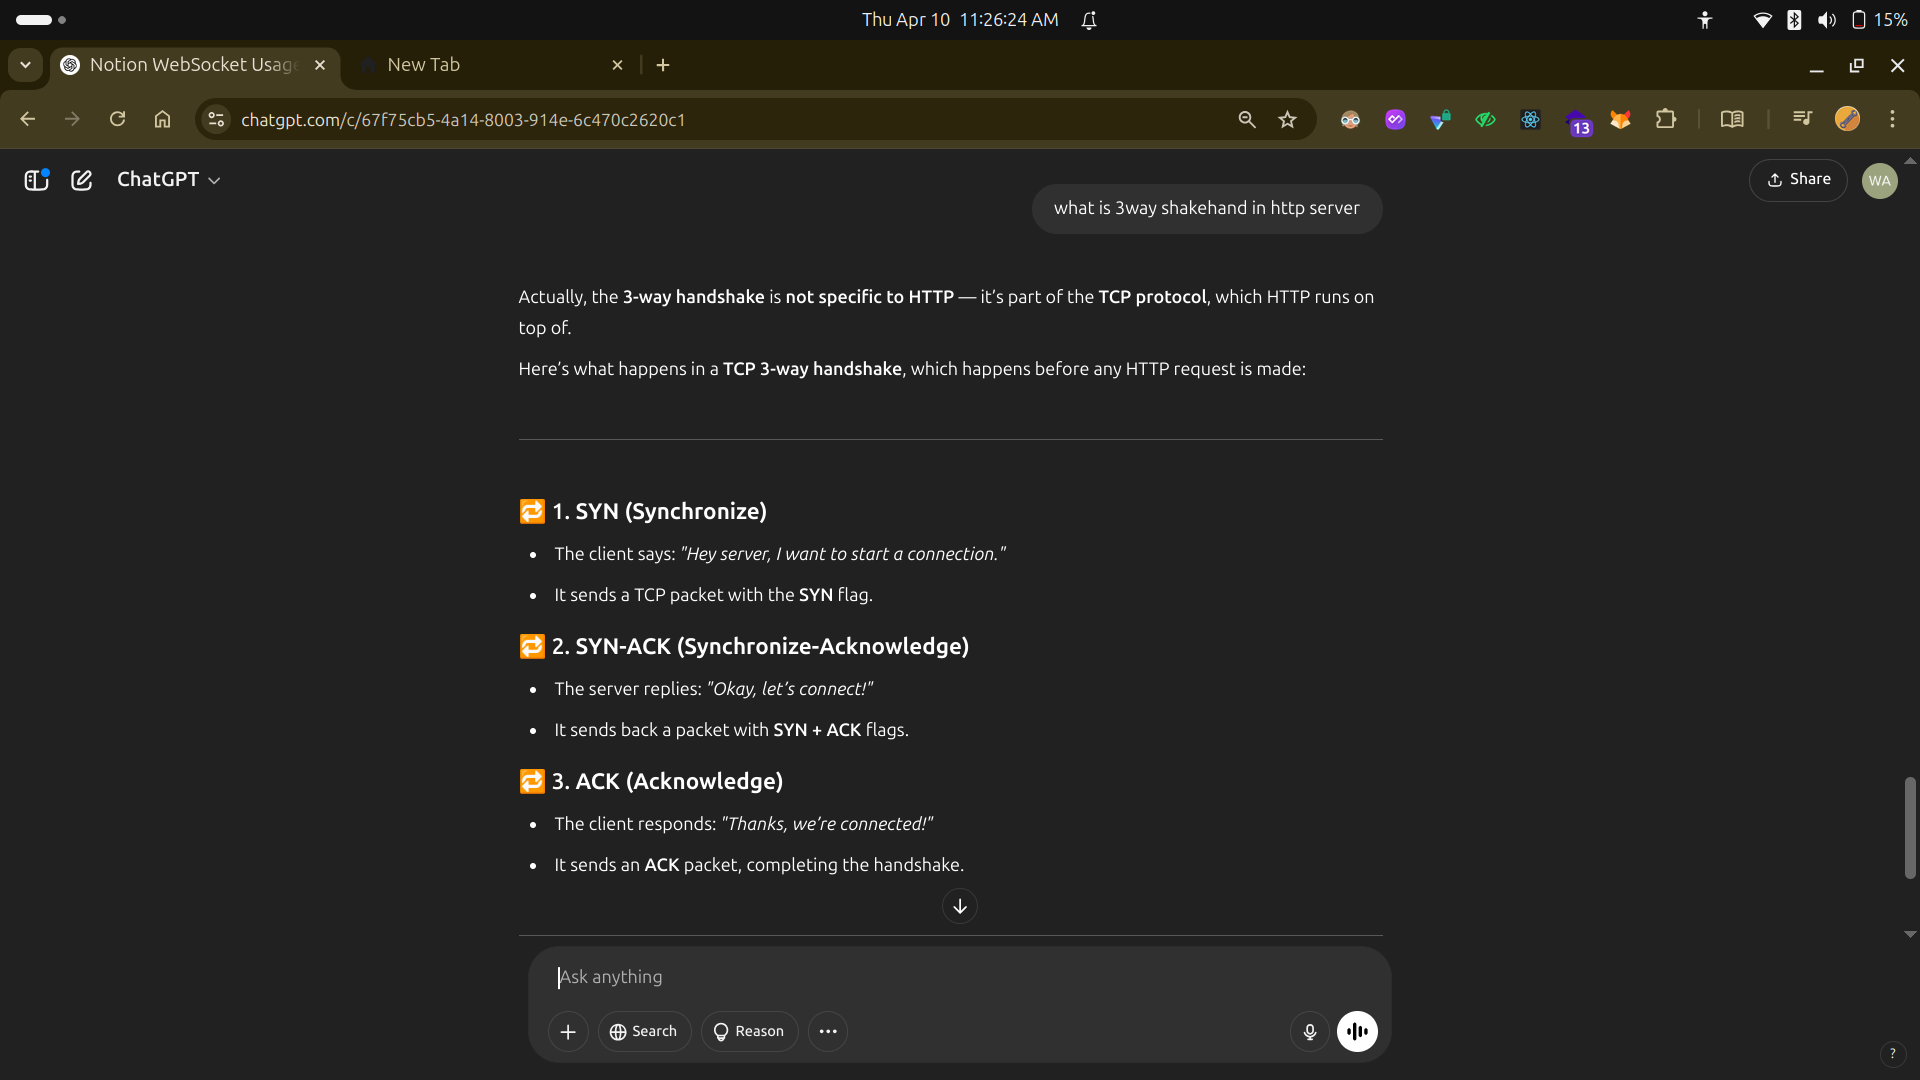 Thu Apr 10 11:26:24 AM
15%
Notion WebSocket Usage
New Tab
chatgpt.com/c/67f75cb5-4a14-8003-914e-6c470c2620c1
13
ChatGPT
Share
WA
what is 3way shakehand in http server
Actually, the 3-way handshake is not specific to HTTP — it’s part of the TCP protocol, which HTTP runs on
top of.
Here’s what happens in a TCP 3-way handshake, which happens before any HTTP request is made:
🔁 1. SYN (Synchronize)
• The client says: "Hey server, I want to start a connection."
• It sends a TCP packet with the SYN flag.
🔁 2. SYN-ACK (Synchronize-Acknowledge)
• The server replies: "Okay, let’s connect!"
• It sends back a packet with SYN + ACK flags.
🔁 3. ACK (Acknowledge)
• The client responds: "Thanks, we’re connected!"
• It sends an ACK packet, completing the handshake.
Ask anything
Search
Reason
?